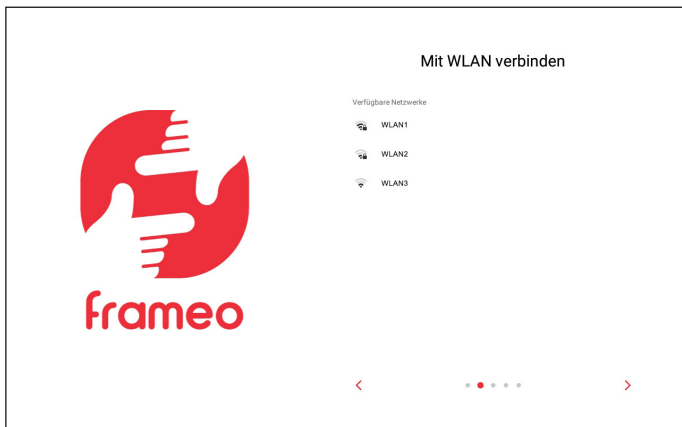 Mit WLAN verbinden
Verfügbare Netzwerke
WLAN1
WLAN2
WLAN3
frameo